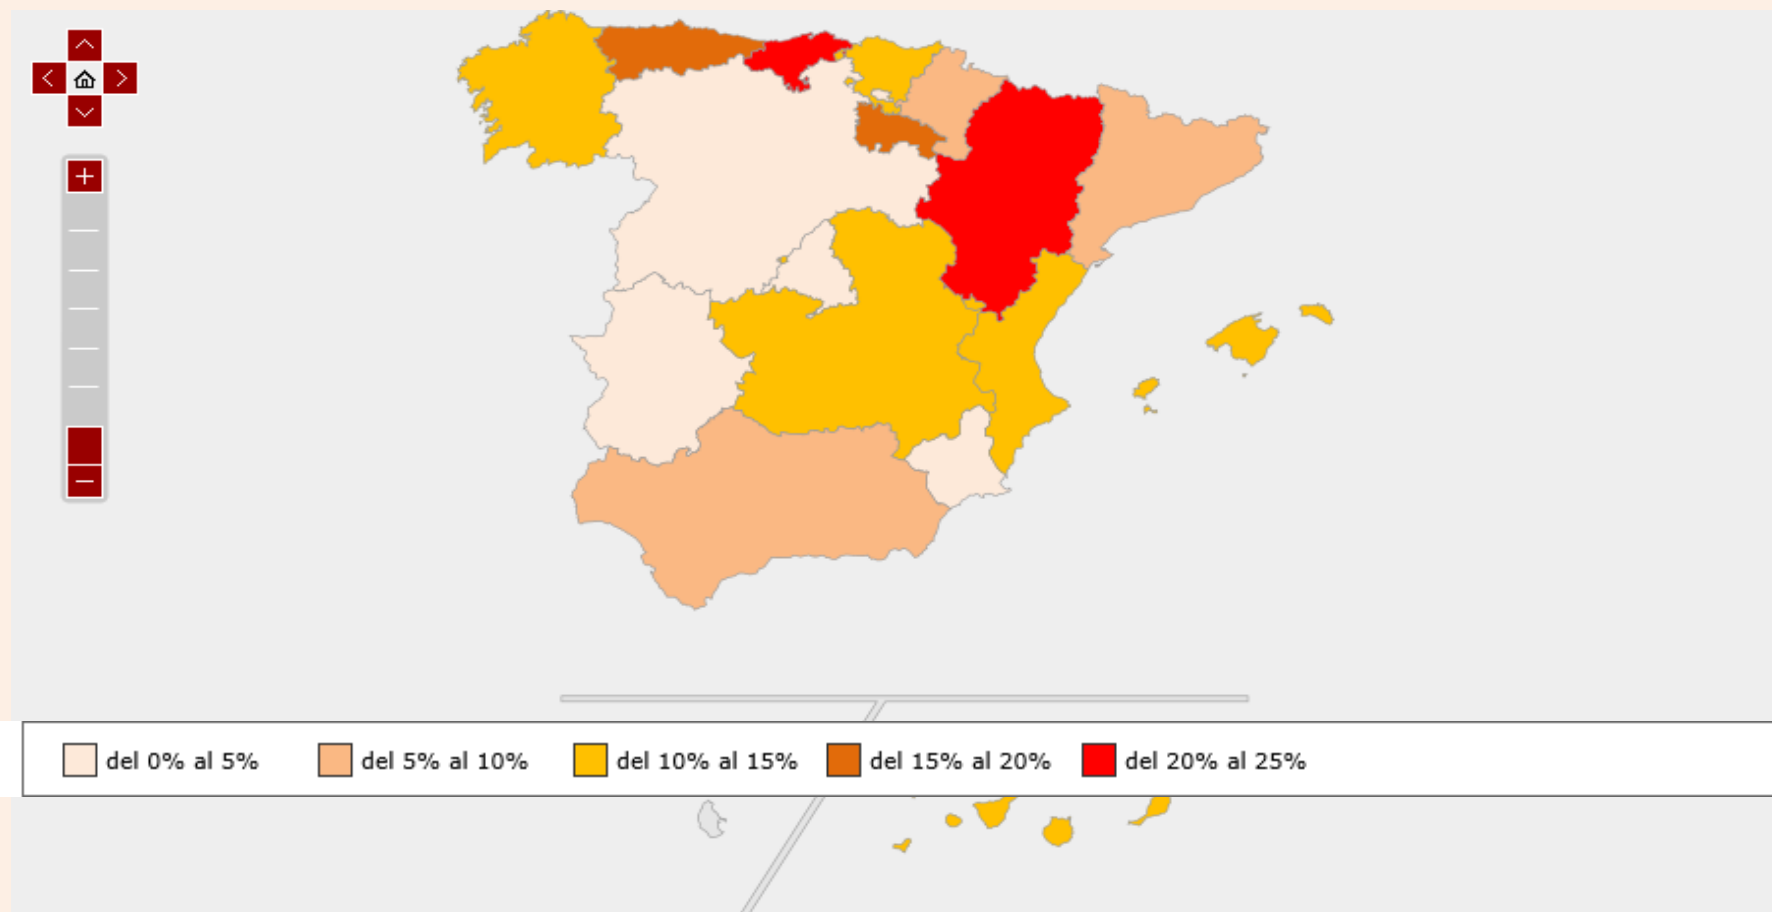 del 0% al 5%
del 5% al 10%
del 10% al 15%
del 15% al 20%
del 20% al 25%